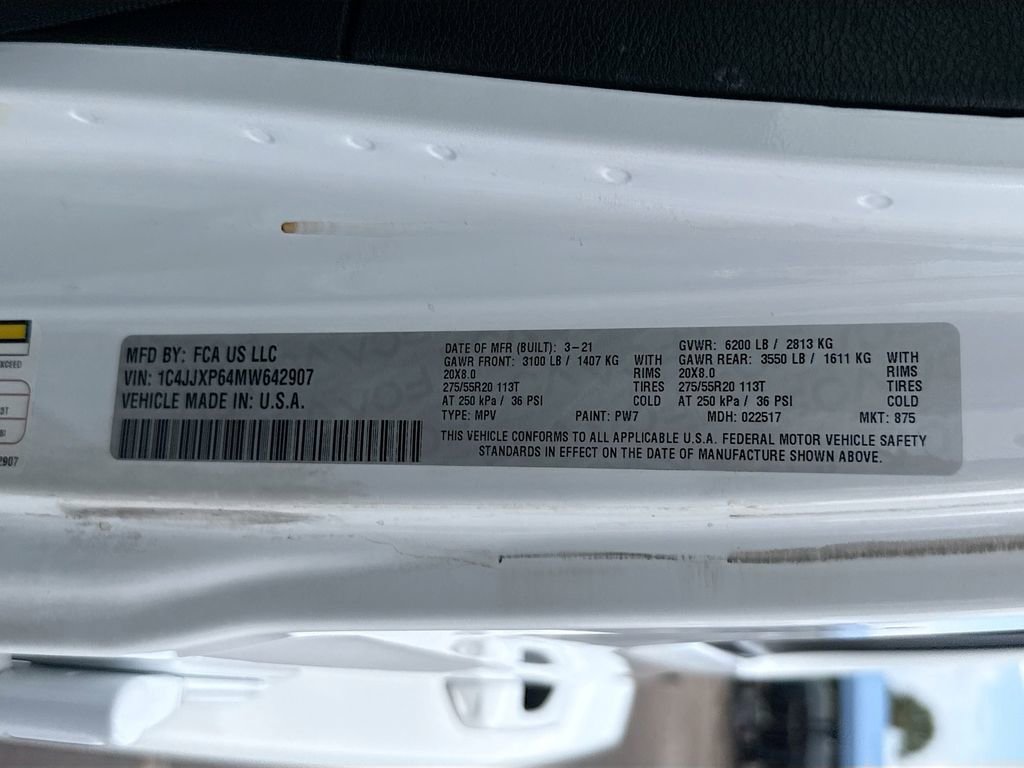 MFD BY: FCA US LLC
VIN: 1C4JJXP64MW642907
VEHICLE MADE IN: U.S.A.
DATE OF MFR (BUILT): 3-21
GAWR FRONT: 3100 LB / 1407 KG WITH
20X8.0 RIMS
275/55R20 113T TIRES
AT 250 kPa / 36 PSI COLD
TYPE: MPV PAINT: PW7
GVWR: 6200 LB / 2813 KG
GAWR REAR: 3550 LB / 1611 KG WITH
20X8.0 RIMS
275/55R20 113T TIRES
AT 250 kPa / 36 PSI COLD
MDH: 022517 MKT: 875
THIS VEHICLE CONFORMS TO ALL APPLICABLE U.S.A. FEDERAL MOTOR VEHICLE SAFETY
STANDARDS IN EFFECT ON THE DATE OF MANUFACTURE SHOWN ABOVE.